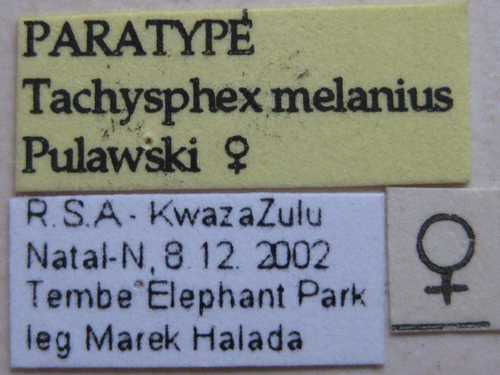 PARATYPE
Tachysphex melanius
Pulawski ♀
R.S.A - KwazaZulu
Natal-N, 8.12. 2002
Tembe Elephant Park
leg Marek Halada
♀